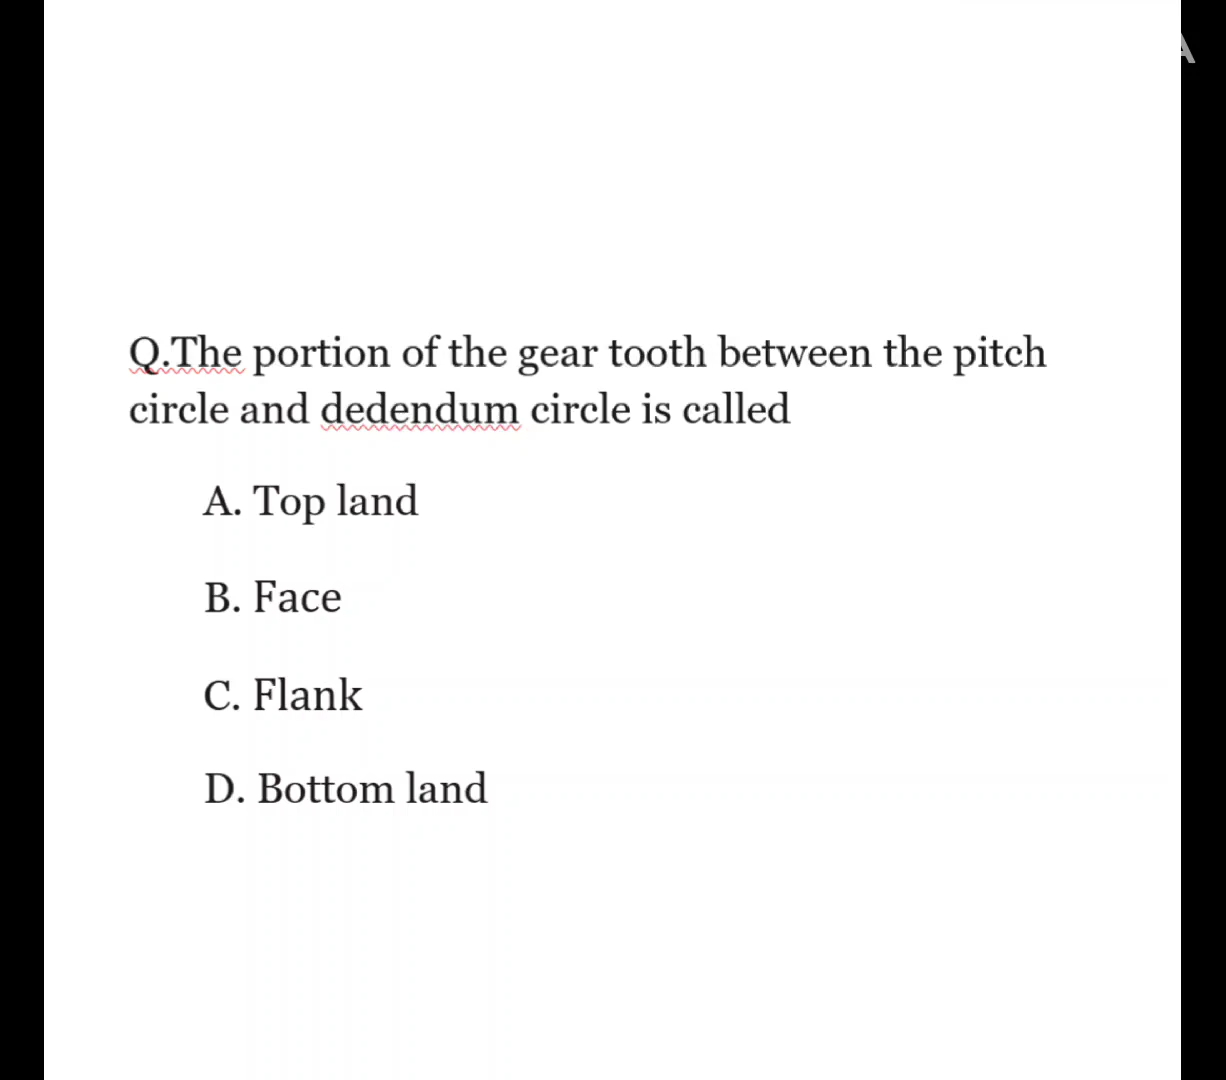 Q.The portion of the gear tooth between the pitch
circle and dedendum circle is called
A. Top land
B. Face
C. Flank
D. Bottom land